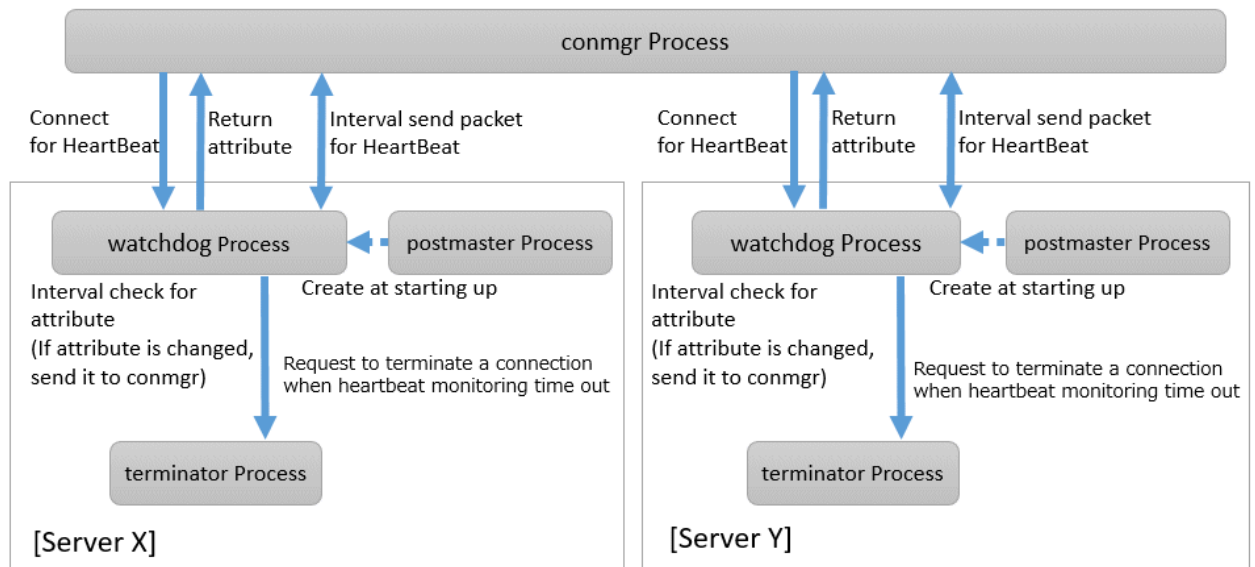 conmgr Process
Connect
for HeartBeat
Return
attribute
Interval send packet
for HeartBeat
Connect
for HeartBeat
Return
attribute
Interval send packet
for HeartBeat
watchdog Process
postmaster Process
Create at starting up
Interval check for
attribute
(If attribute is changed,
send it to conmgr)
Request to terminate a connection
when heartbeat monitoring time out
terminator Process
[Server X]
watchdog Process
postmaster Process
Create at starting up
Interval check for
attribute
(If attribute is changed,
send it to conmgr)
Request to terminate a connection
when heartbeat monitoring time out
terminator Process
[Server Y]